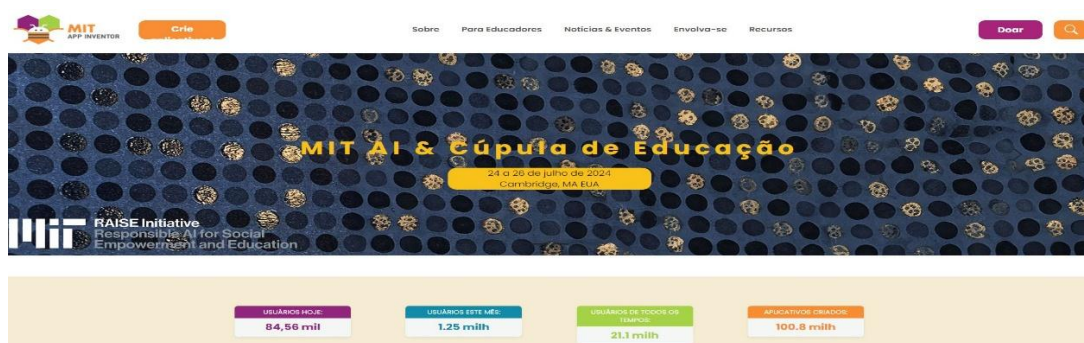 MIT
APP INVENTOR
Crie
Sobre Para Educadores Notícias & Eventos Envolva-se Recursos
Doar
MIT AI & Cúpula de Educação
24 a 26 de julho de 2024
Cambridge, MA EUA
MIT
RAISE Initiative
Responsible AI for Social
Empowerment and Education
USUÁRIOS HOJE:
84,56 mil
USUÁRIOS ESTE MÊS:
1.25 milh
USUÁRIOS DE TODOS OS
TEMPOS:
21.1 milh
APLICATIVOS CRIADOS:
100.8 milh